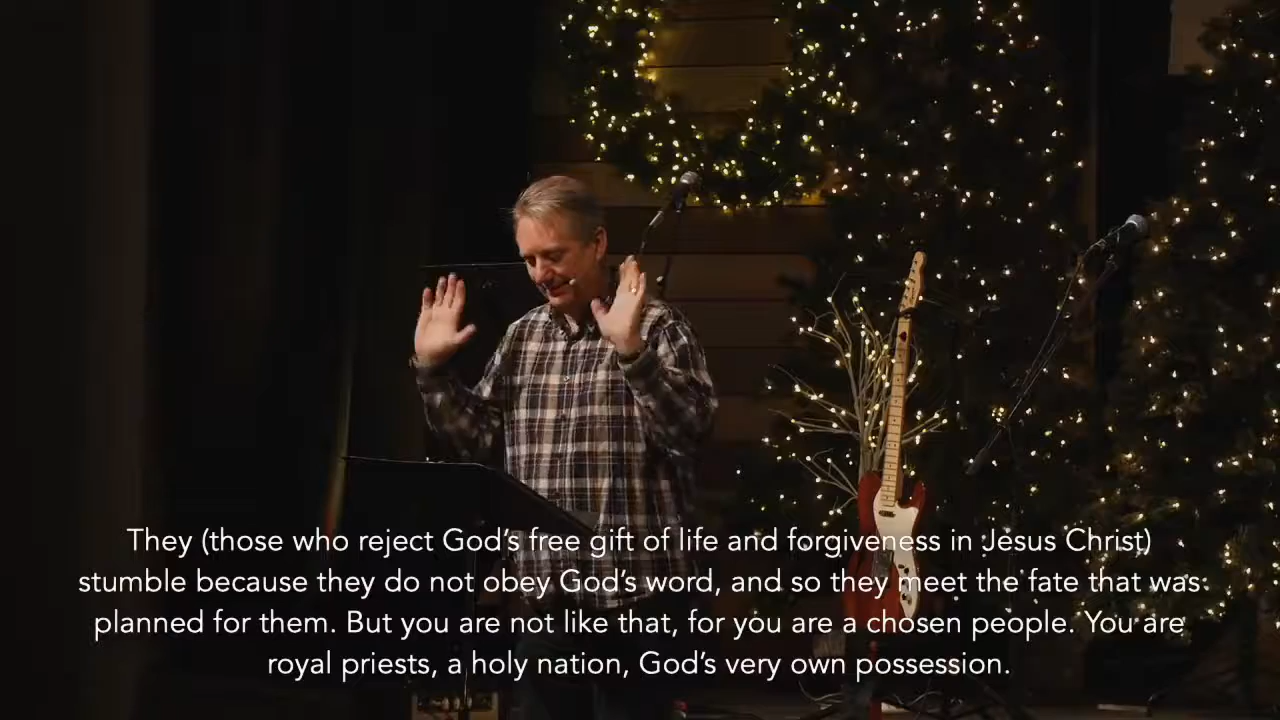 They (those who reject God's free gift of life and forgiveness in Jesus Christ)
stumble because they do not obey God's word, and so they meet the fate that was
planned for them. But you are not like that, for you are a chosen people. You are
royal priests, a holy nation, God's very own possession.